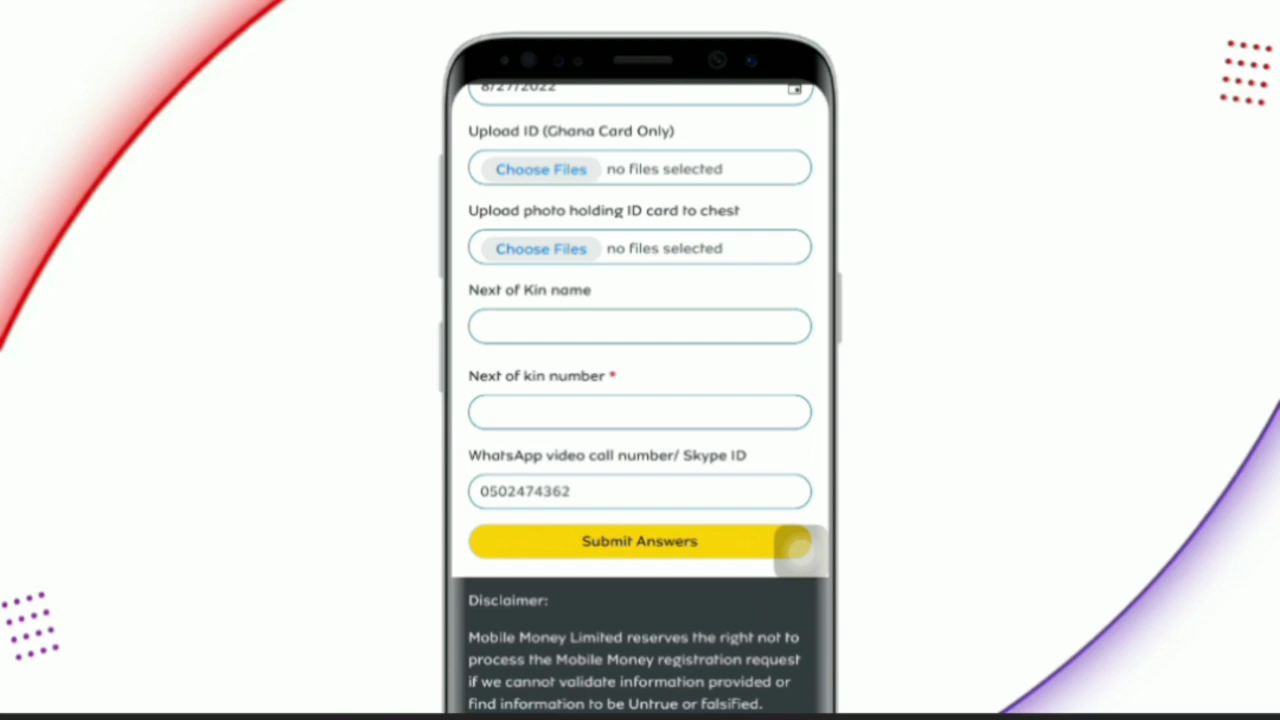 8/27/2022
Upload ID (Ghana Card Only)
Choose Files no files selected
Upload photo holding ID card to chest
Choose Files no files selected
Next of Kin name
Next of kin number *
WhatsApp video call number/ Skype ID
0502474362
Submit Answers
Disclaimer:
Mobile Money Limited reserves the right not to
process the Mobile Money registration request
if we cannot validate information provided or
find information to be Untrue or falsified.